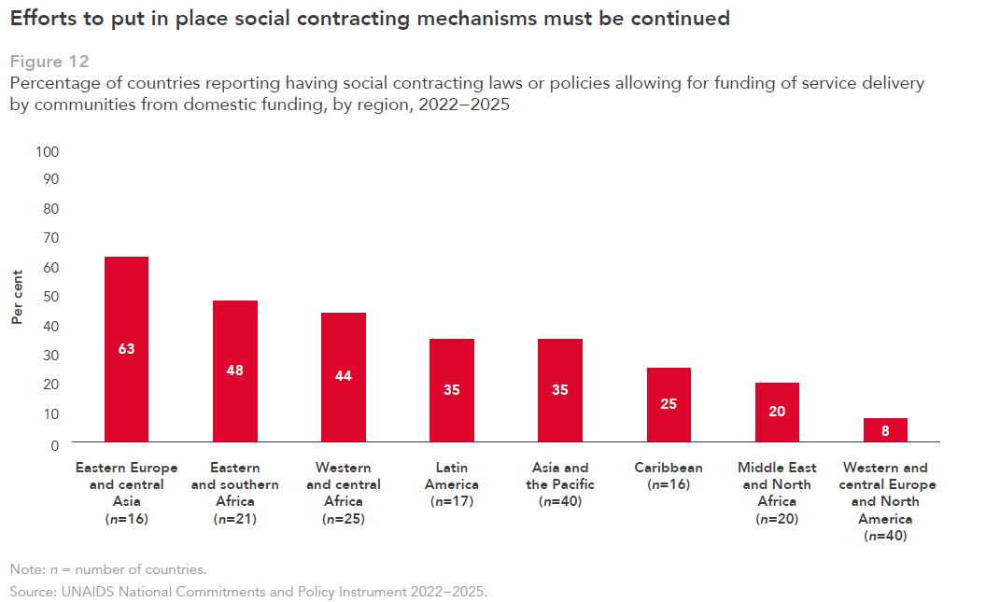 Efforts to put in place social contracting mechanisms must be continued
Figure 12
Percentage of countries reporting having social contracting laws or policies allowing for funding of service delivery
by communities from domestic funding, by region, 2022−2025
100
90
80
70
60
50
40
30
20
10
0
Per cent
63
48
44
35
35
25
20
8
Eastern Europe
and central
Asia
(n=16)
Eastern
and southern
Africa
(n=21)
Western
and central
Africa
(n=25)
Latin
America
(n=17)
Asia and
the Pacific
(n=40)
Caribbean
(n=16)
Middle East
and North
Africa
(n=20)
Western and
central Europe
and North
America
(n=40)
Note: n = number of countries.
Source: UNAIDS National Commitments and Policy Instrument 2022−2025.